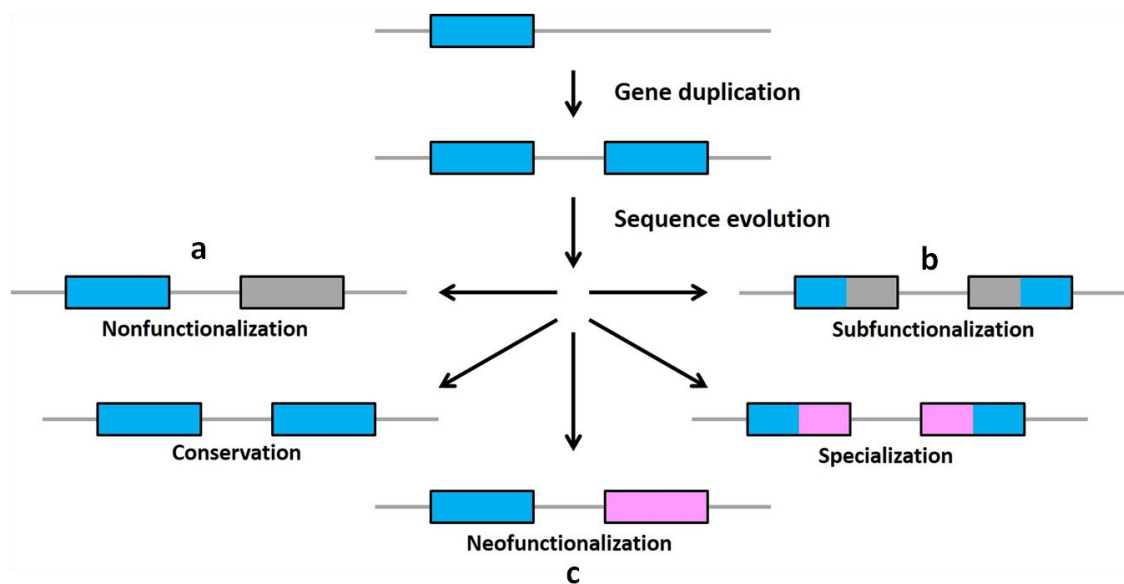 Gene duplication
Sequence evolution
a
b
Nonfunctionalization
Subfunctionalization
Conservation
Specialization
Neofunctionalization
c